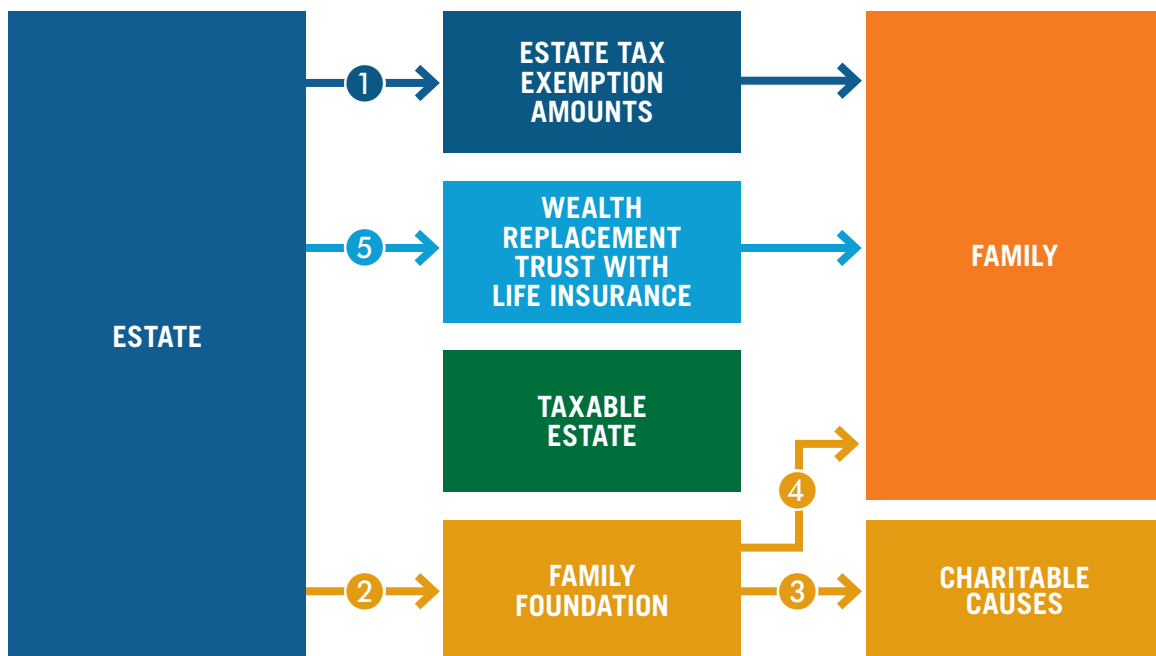 ESTATE
1
ESTATE TAX
EXEMPTION
AMOUNTS
5
WEALTH
REPLACEMENT
TRUST WITH
LIFE INSURANCE
TAXABLE
ESTATE
2
FAMILY
FOUNDATION
4
3
FAMILY
CHARITABLE
CAUSES